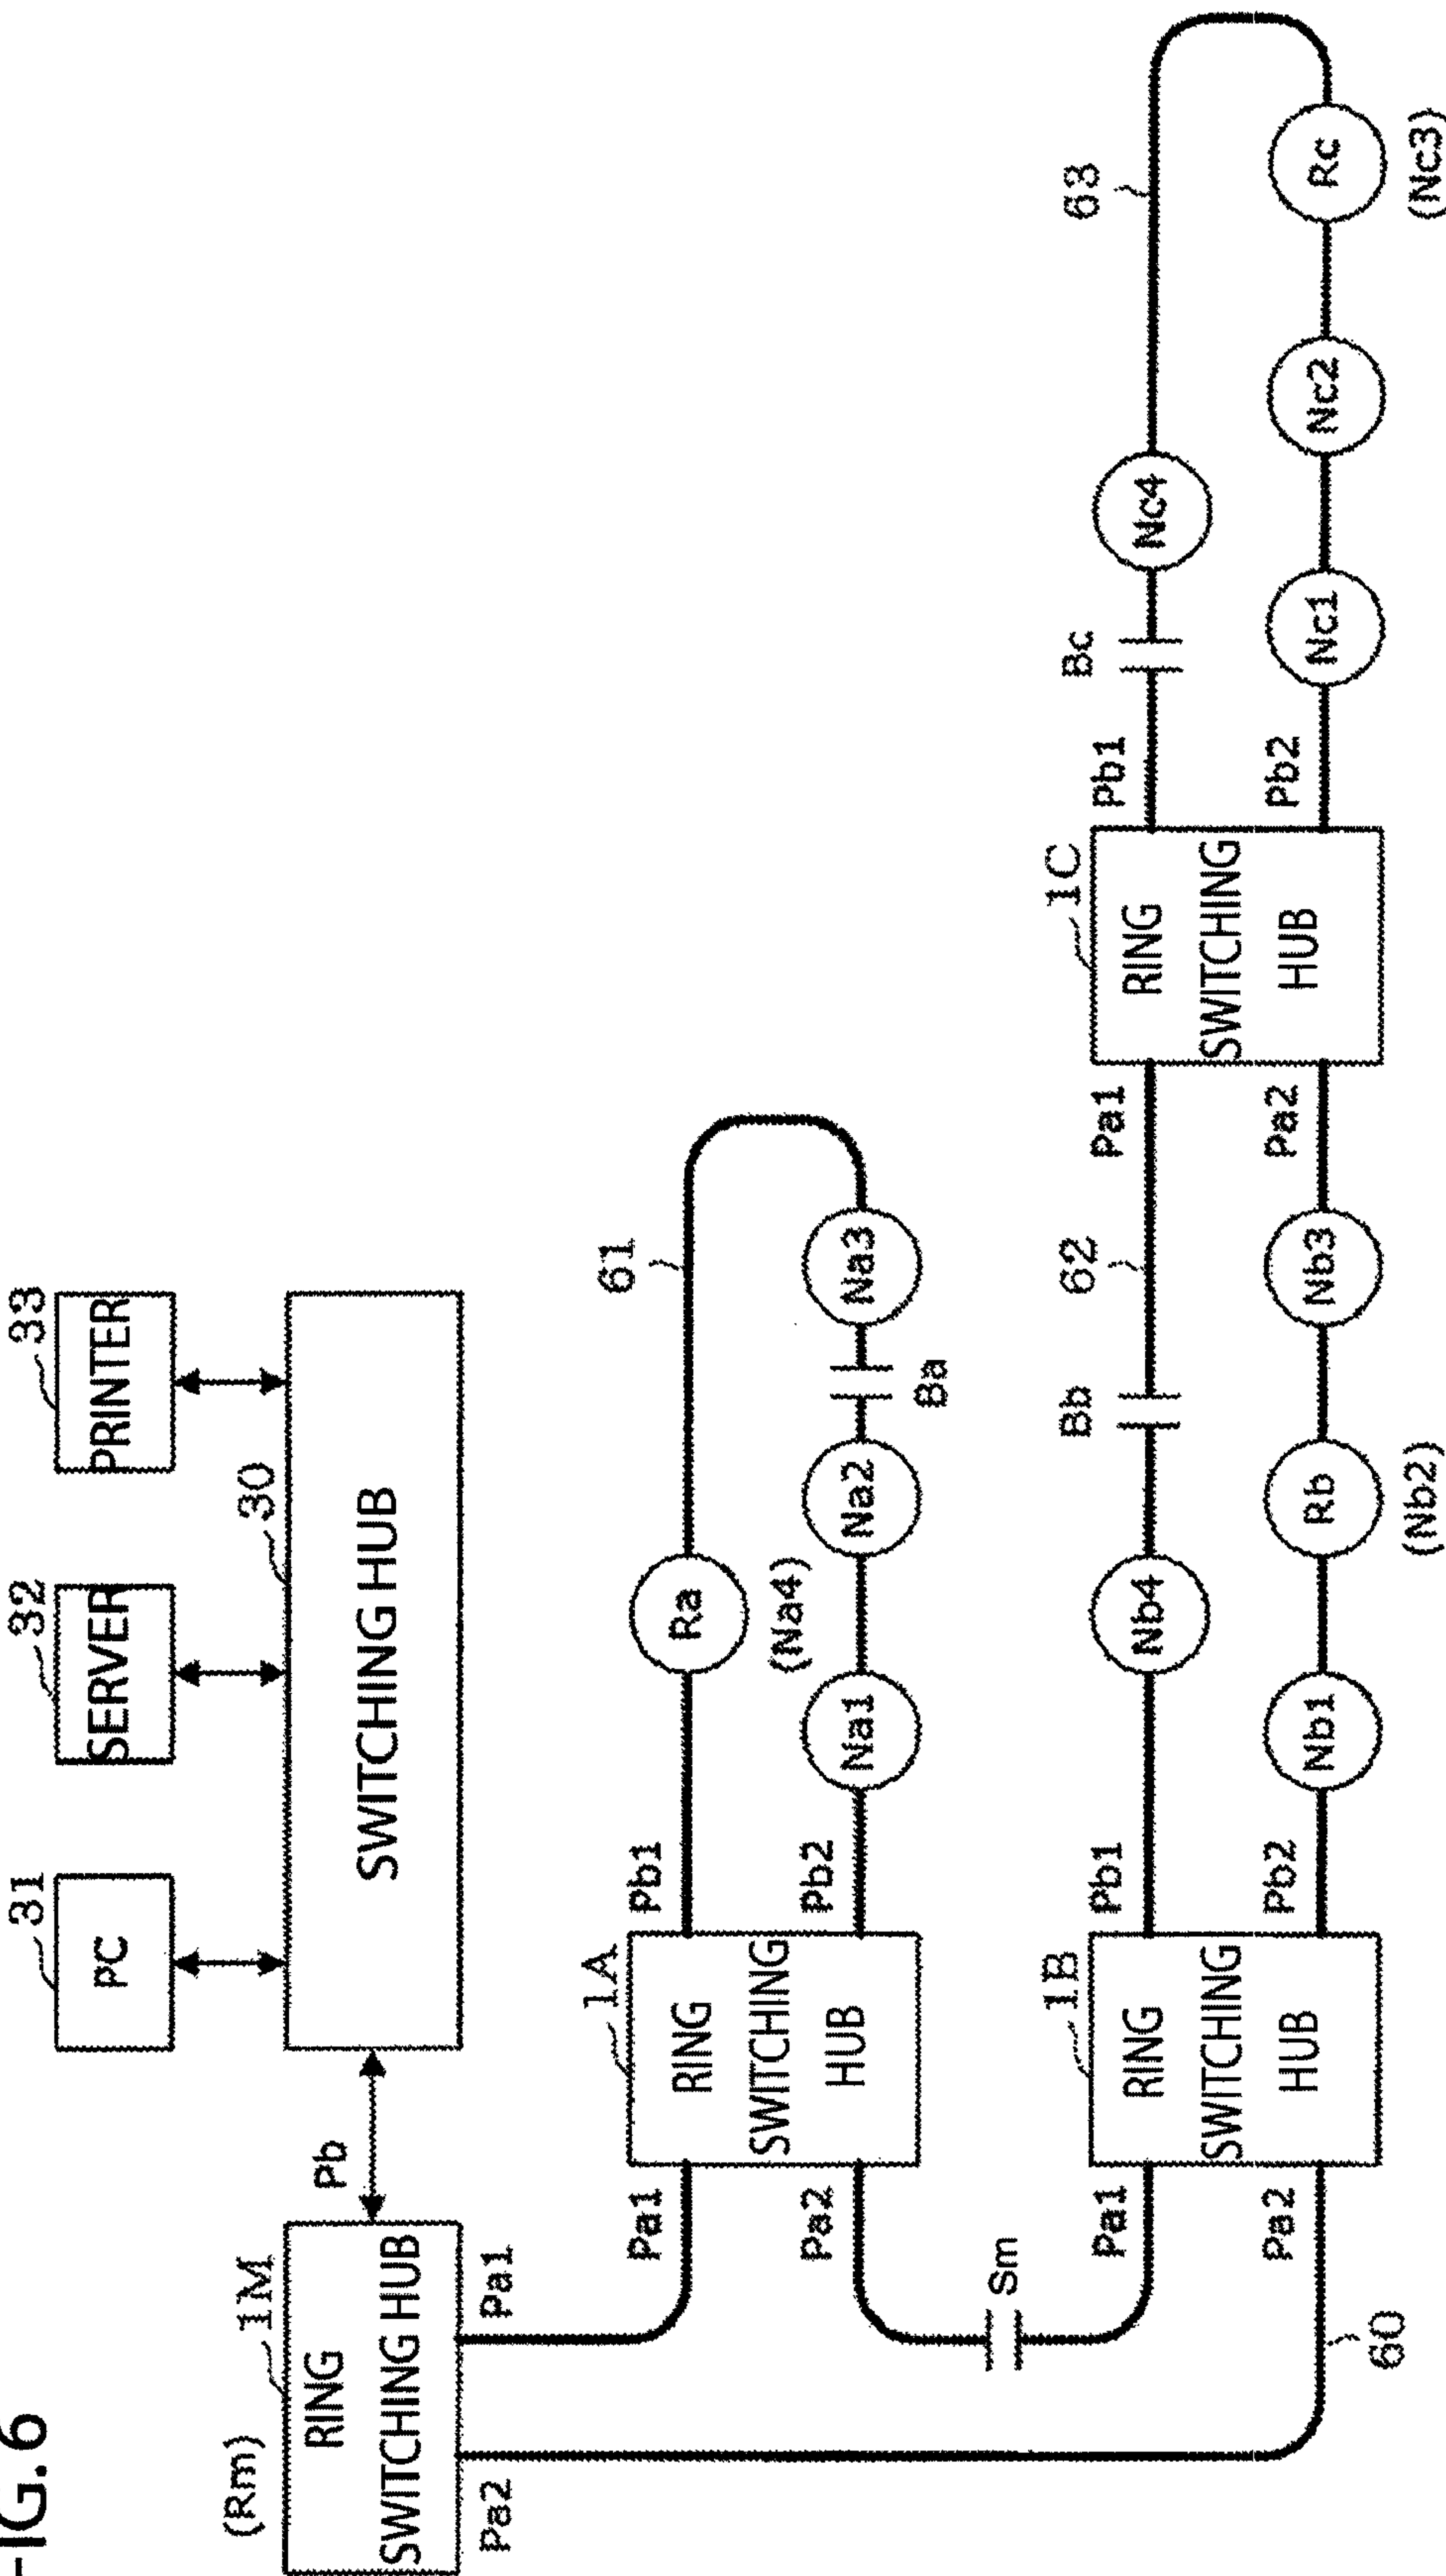 FIG. 6
(Rm)
1M
RING
SWITCHING HUB
Pa2
Pa1
Pb
31
PC
32
SERVER
33
PRINTER
30
SWITCHING HUB
Pa1
Pa2
1A
RING
SWITCHING
HUB
Pb1
Pb2
Ra
(Na4)
Na1
Na2
Ba
Na3
61
Sm
60
Pa1
Pa2
1B
RING
SWITCHING
HUB
Pb1
Pb2
Nb4
Bb
62
Nb1
Rb
(Nb2)
Nb3
Pa1
Pa2
1C
RING
SWITCHING
HUB
Pb1
Pb2
Bc
Nc4
63
Nc1
Nc2
Rc
(Nc3)